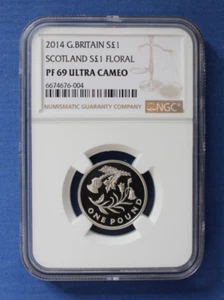 2014 G.BRITAIN S£1
SCOTLAND S£1 FLORAL
PF 69 ULTRA CAMEO
6674676-004
NUMISMATIC GUARANTY COMPANY
NGC
ONE POUND